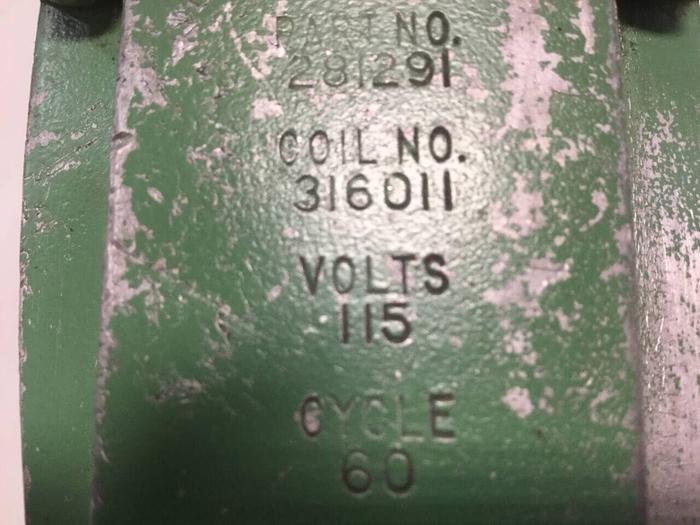 PART NO.
281291
COIL NO.
316011
VOLTS
115
CYCLE
60